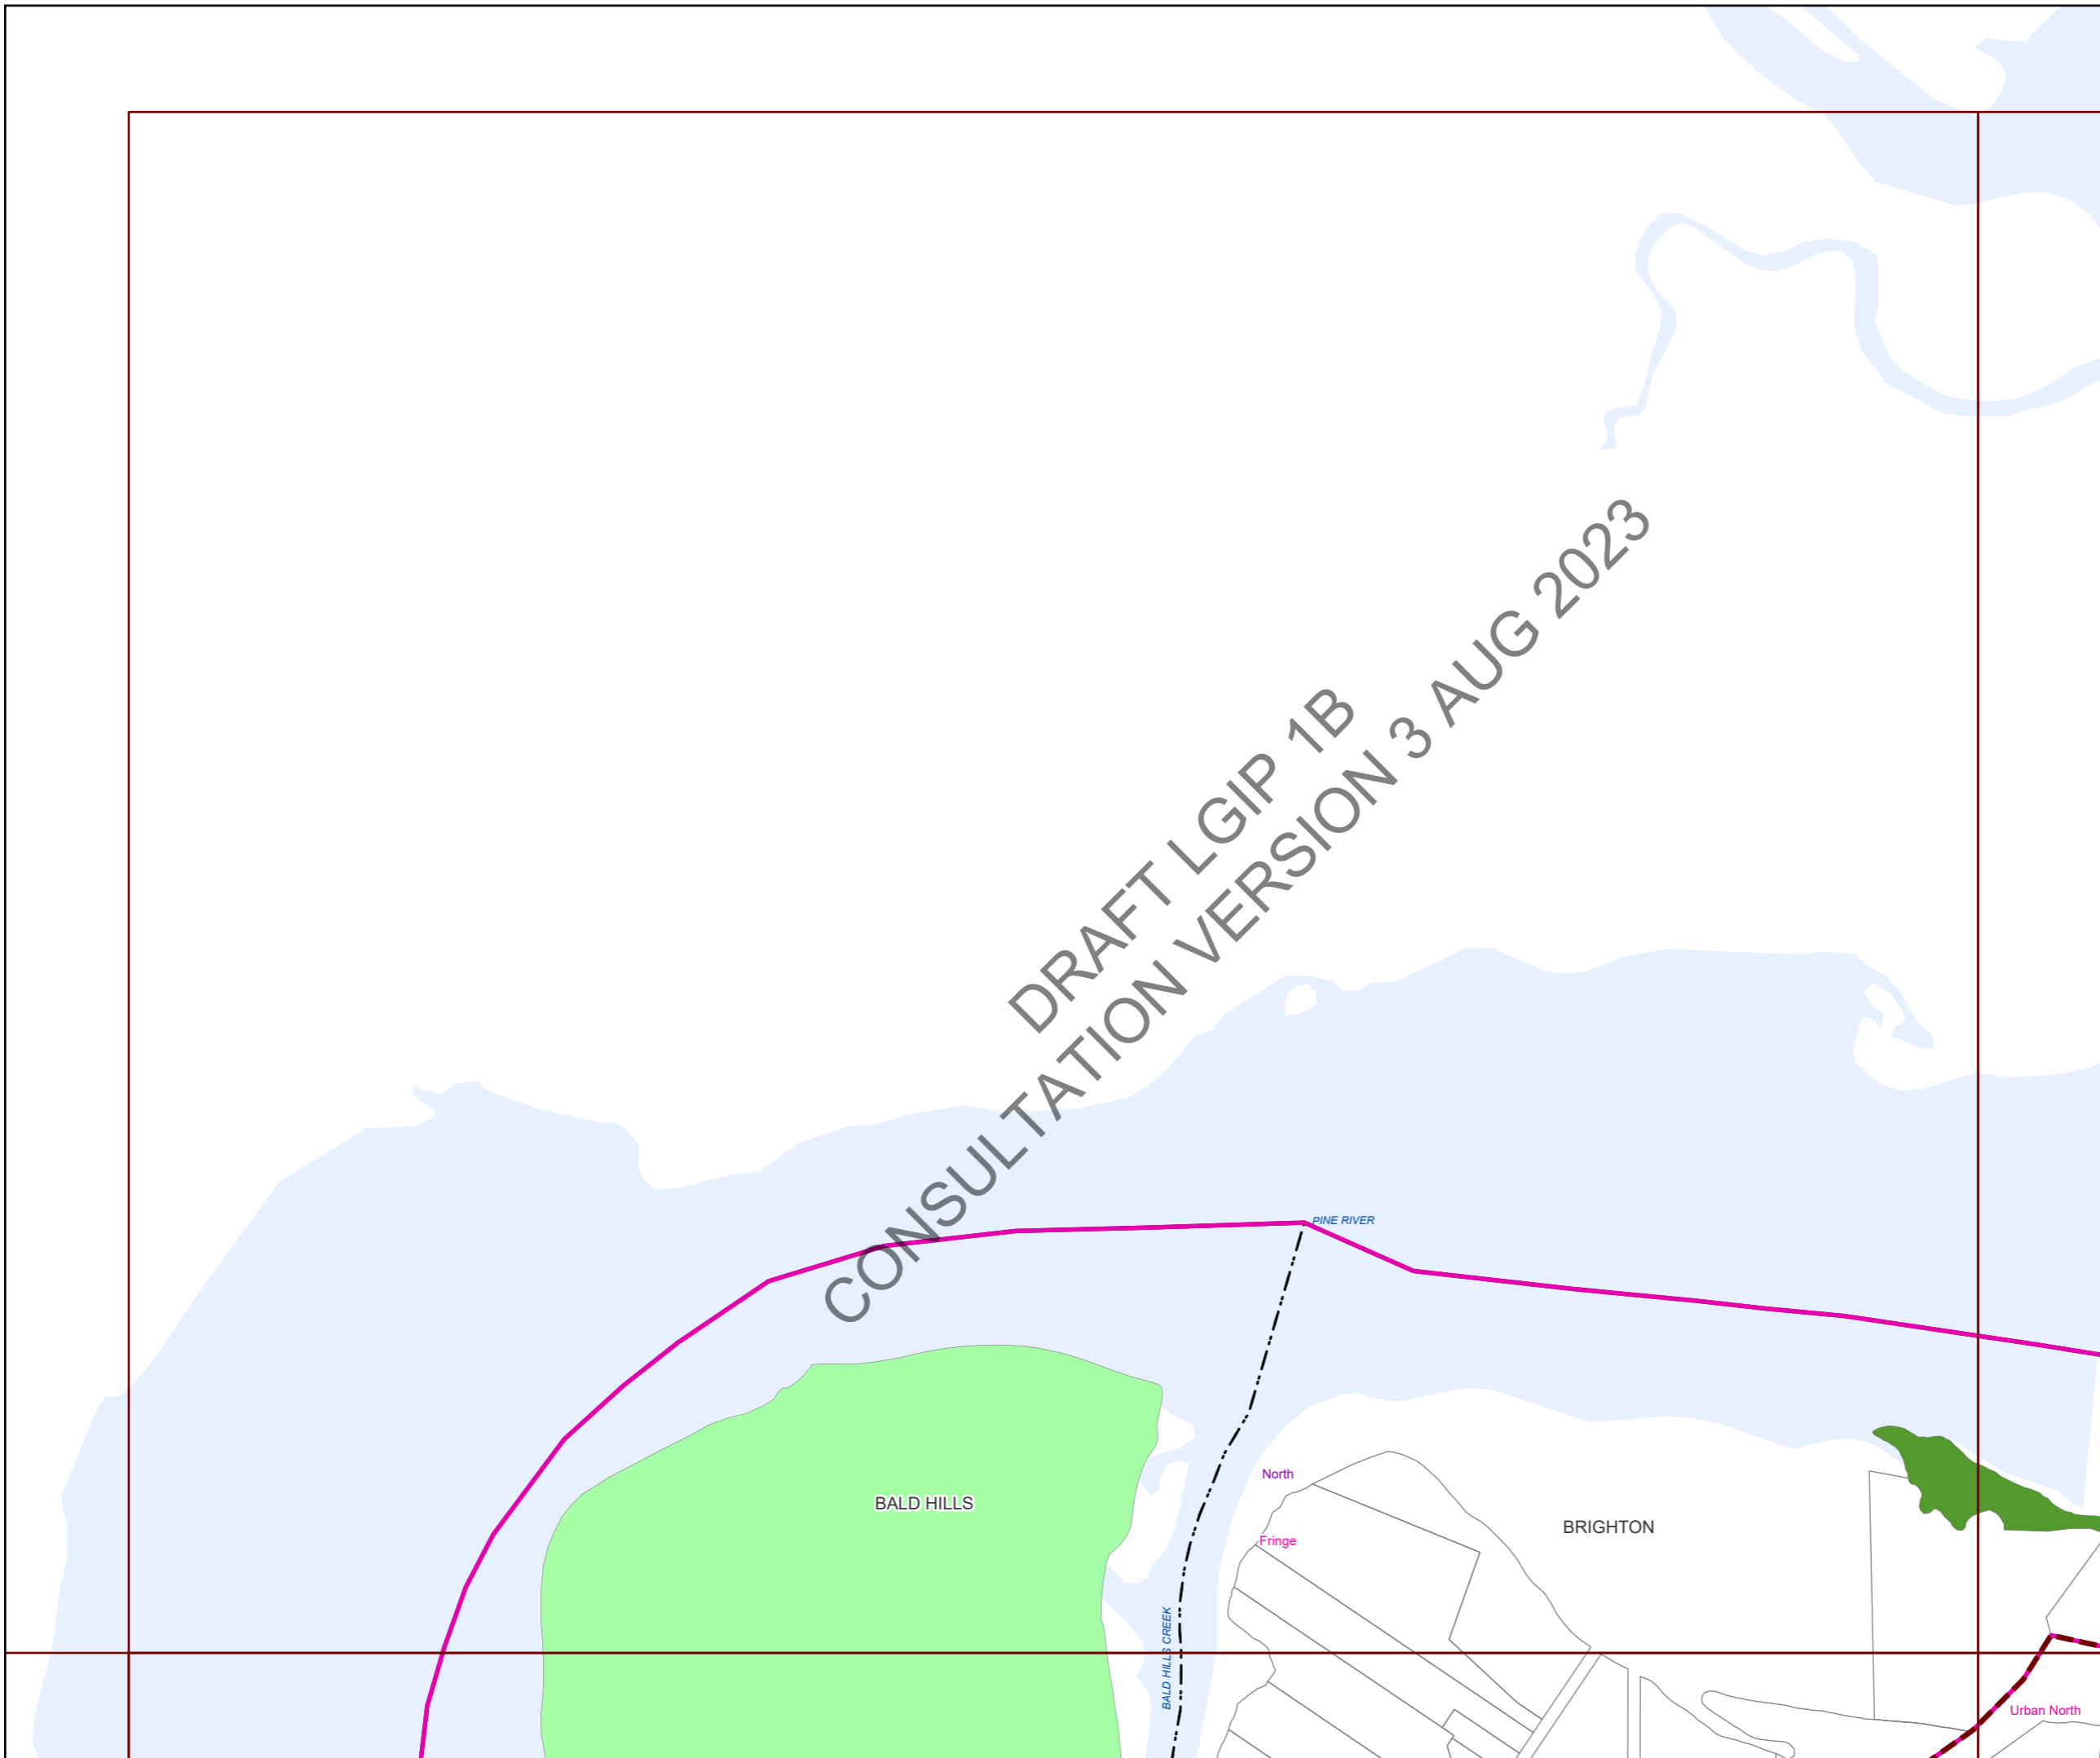 DRAFT LGIP 1B
CONSULTATION VERSION 3 AUG 2023
PINE RIVER
North
BALD HILLS
BRIGHTON
Fringe
BALD HILLS CREEK
Urban North